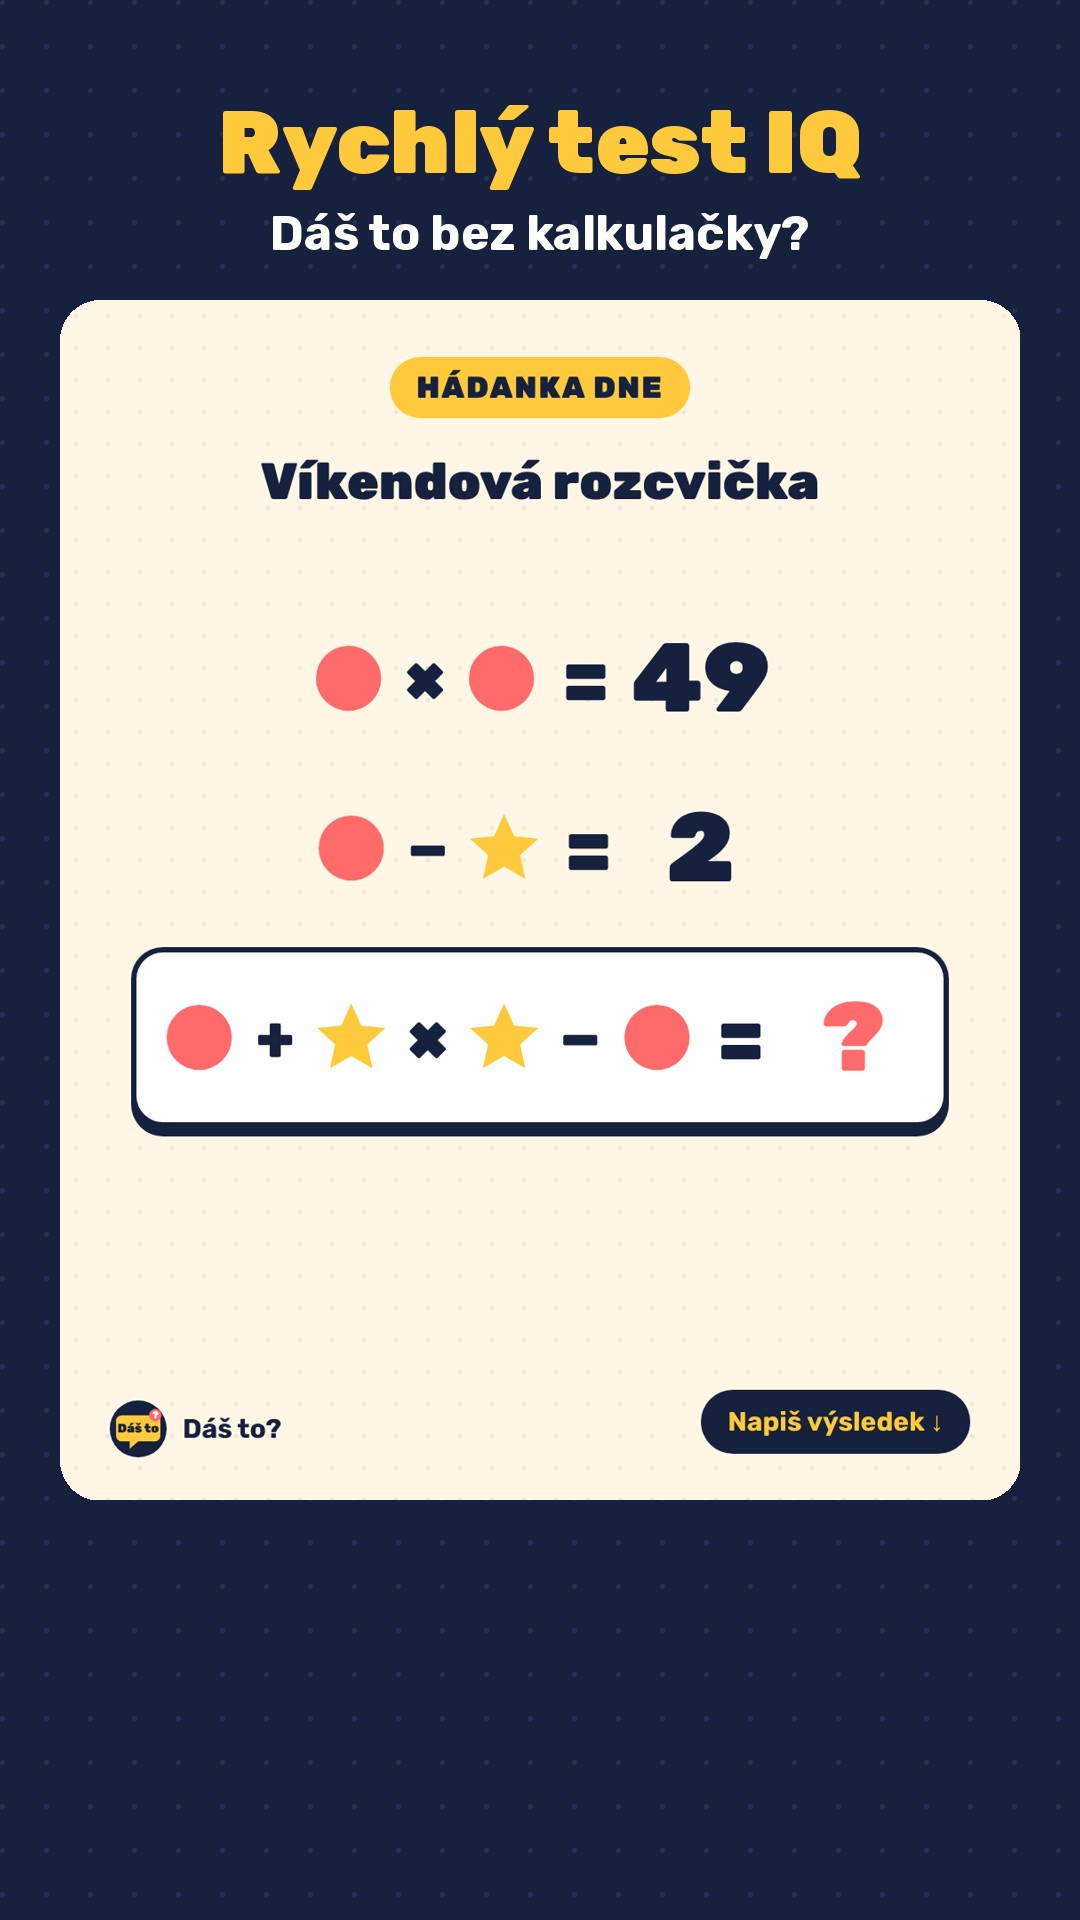 Rychlý test IQ
Dáš to bez kalkulačky?
HÁDANKA DNE
Víkendová rozcvička
× = 49
− = 2
+ × − = ?
Dáš to ?
Dáš to?
Napiš výsledek ↓